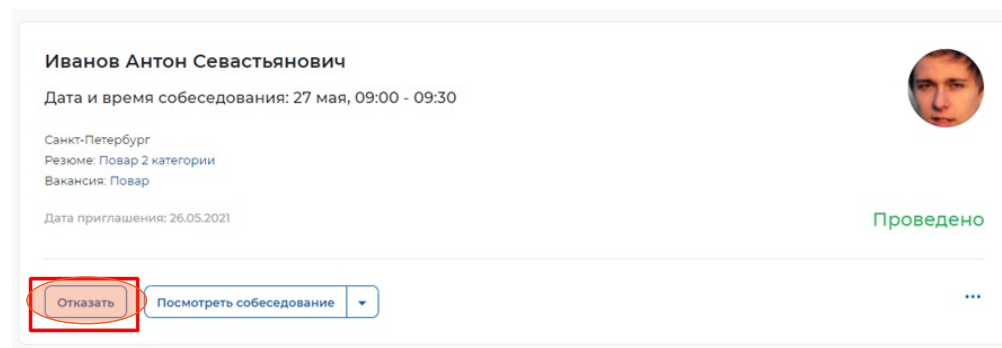 Иванов Антон Севастьянович
Дата и время собеседования: 27 мая, 09:00 - 09:30
Санкт-Петербург
Резюме: Повар 2 категории
Вакансия: Повар
Дата приглашения: 26.05.2021
Проведено
Отказать
Посмотреть собеседование